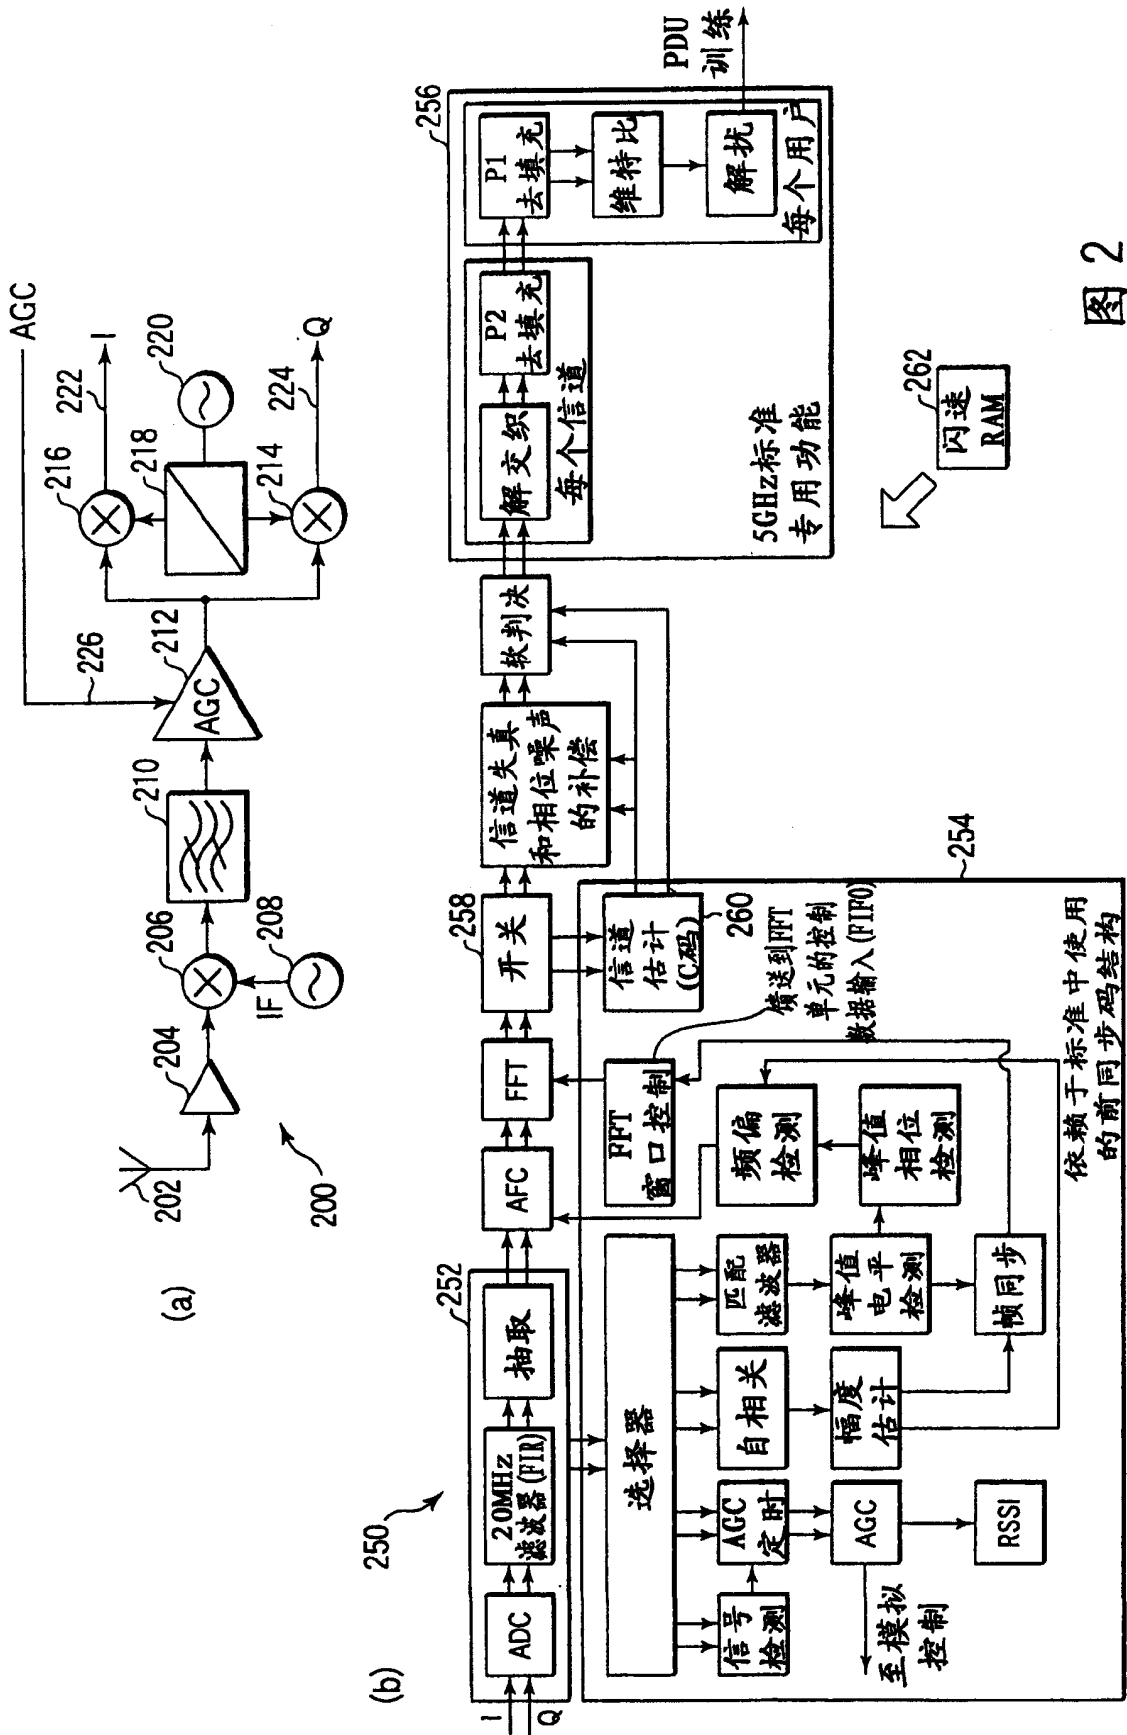 (a)
200
202
204
206
IF
208
210
AGC
212
226
AGC
216
218
214
222
I
220
224
Q
(b)
250
I
Q
ADC
20MHz
滤波器(FIR)
抽取
252
AFC
FFT
开关
258
信道失真
和相位噪声
的补偿
软判决
解交织
P2
去填充
每个信道
P1
去填充
维特比
解扰
每个用户
256
5GHz标准
专用功能
PDU
训练
选择器
信号
检测
AGC
定时
AGC
至模拟
控制
RSSI
自相关
幅度
估计
匹配
滤波器
峰值
电平
检测
帧同步
峰值
相位检测
频偏
检测
FFT
窗口控制
馈送到FFT
单元的控制
数据输入(FIFO)
信道
估计
(C码)
260
254
依赖于标准中使用
的前同步码结构
262
闪速
RAM
图 2